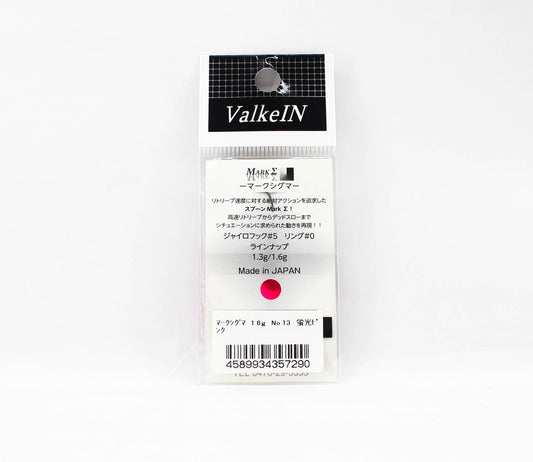 ValkeIN
MARK Σ
ーマークシグマー
リトリーブ速度に対する絶対アクションを追求した
スプーン Mark Σ！
高速リトリーブからデッドスローまで
シチュエーションに求められた動きを再現！！
ジャイロフック#5 リング#0
ラインナップ
1.3g/1.6g
Made in JAPAN
マークシグマ 1.6g No13 蛍光ピ
ンク
4589934357290